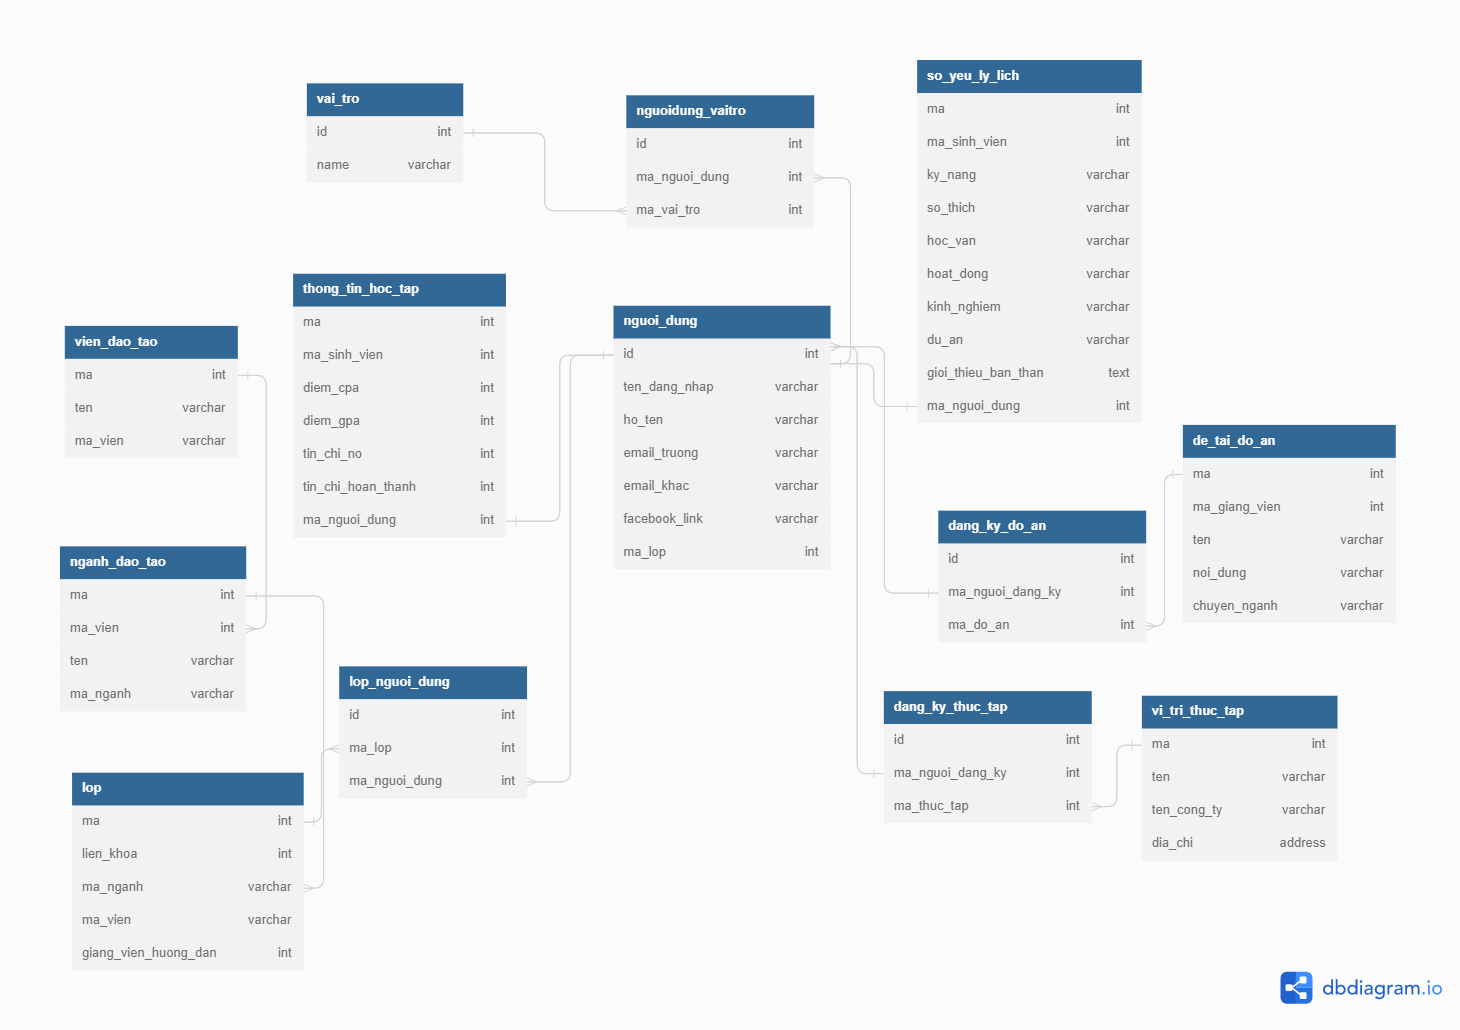 vai_tro
id int
name varchar
nguoidung_vaitro
id int
ma_nguoi_dung int
ma_vai_tro int
so_yeu_ly_lich
ma int
ma_sinh_vien int
ky_nang varchar
so_thich varchar
hoc_van varchar
hoat_dong varchar
kinh_nghiem varchar
du_an varchar
gioi_thieu_ban_than text
ma_nguoi_dung int
thong_tin_hoc_tap
ma int
ma_sinh_vien int
diem_cpa int
diem_gpa int
tin_chi_no int
tin_chi_hoan_thanh int
ma_nguoi_dung int
nguoi_dung
id int
ten_dang_nhap varchar
ho_ten varchar
email_truong varchar
email_khac varchar
facebook_link varchar
ma_lop int
vien_dao_tao
ma int
ten varchar
ma_vien varchar
de_tai_do_an
ma int
ma_giang_vien int
ten varchar
noi_dung varchar
chuyen_nganh varchar
dang_ky_do_an
id int
ma_nguoi_dang_ky int
ma_do_an int
nganh_dao_tao
ma int
ma_vien int
ten varchar
ma_nganh varchar
lop_nguoi_dung
id int
ma_lop int
ma_nguoi_dung int
dang_ky_thuc_tap
id int
ma_nguoi_dang_ky int
ma_thuc_tap int
vi_tri_thuc_tap
ma int
ten varchar
ten_cong_ty varchar
dia_chi address
lop
ma int
lien_khoa int
ma_nganh varchar
ma_vien varchar
giang_vien_huong_dan int
dbdiagram.io